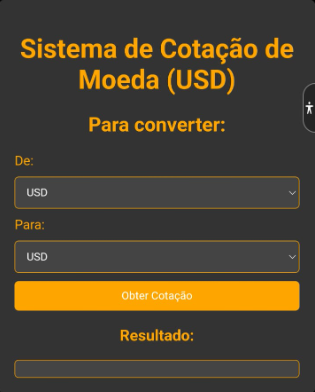 Sistema de Cotação de
Moeda (USD)
Para converter:
De:
USD
Para:
USD
Obter Cotação
Resultado: